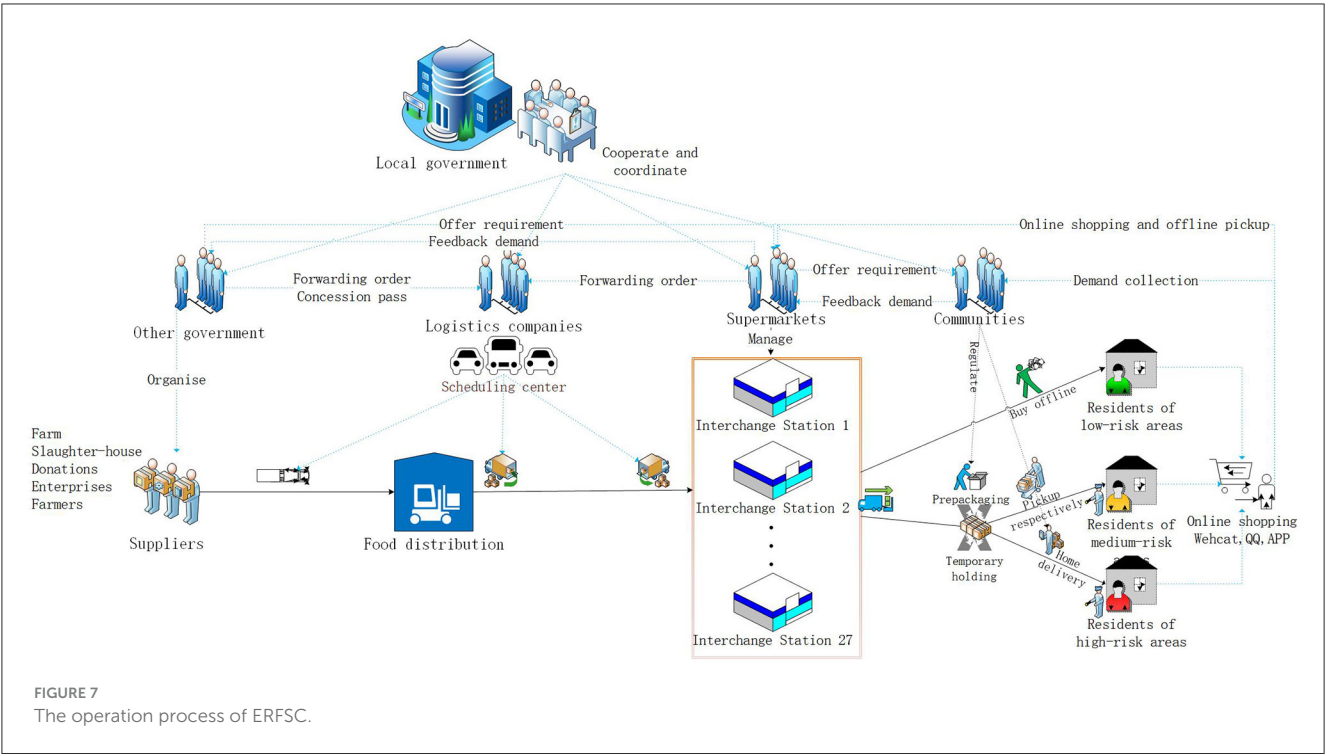 Local government
Cooperate and
coordinate
Offer requirement
Feedback demand
Online shopping and offline pickup
Forwarding order
Concession pass
Forwarding order
Offer requirement
Feedback demand
Demand collection
Other government
Logistics companies
Supermarkets
Communities
Manage
Organise
Scheduling center
Regulate
Buy offline
Farm
Slaughter-house
Donations
Enterprises
Farmers
Suppliers
Food distribution
Interchange Station 1
Interchange Station 2
Interchange Station 27
Prepackaging
Temporary
holding
Pickup
respectively
Home
delivery
Residents of
low-risk areas
Residents of
medium-risk
Residents of
high-risk areas
Online shopping
Wehcat,QQ,APP
FIGURE 7
The operation process of ERFSC.